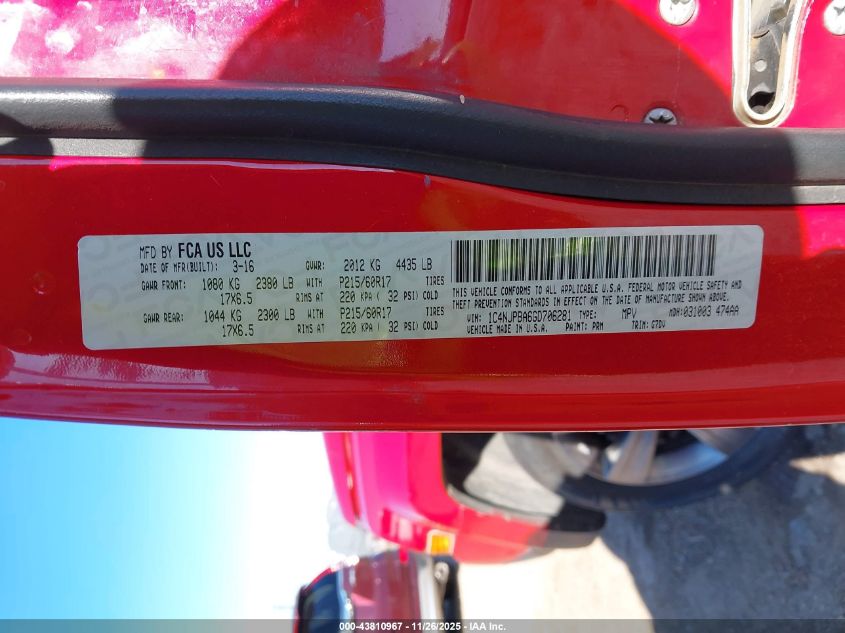 MFD BY FCA US LLC
DATE OF MFR(BUILT): 3-16 GVWR: 2012 KG 4435 LB
GAWR FRONT: 1080 KG 2380 LB WITH P215/60R17 TIRES
17X6.5 RIMS AT 220 KPA ( 32 PSI) COLD
GAWR REAR: 1044 KG 2300 LB WITH P215/60R17 TIRES
17X6.5 RIMS AT 220 KPA ( 32 PSI) COLD
THIS VEHICLE CONFORMS TO ALL APPLICABLE U.S.A. FEDERAL MOTOR VEHICLE SAFETY AND
THEFT PREVENTION STANDARDS IN EFFECT ON THE DATE OF MANUFACTURE SHOWN ABOVE.
VIN: 1C4NJPBA6GD706281 TYPE: MPV MDH:031003 474AA
VEHICLE MADE IN U.S.A. PAINT: PRM TRIM: G7DV
000-43810967 - 11/26/2025 - IAA Inc.